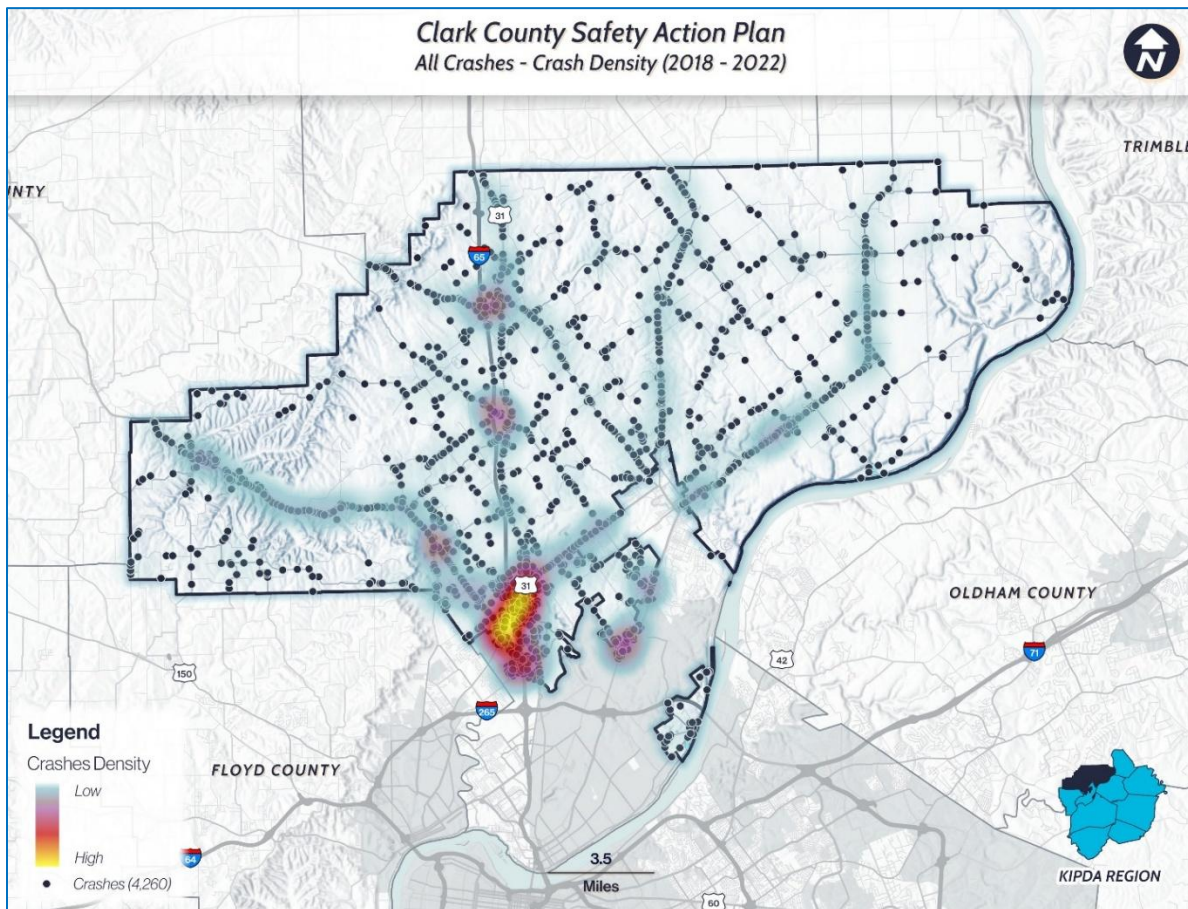 Clark County Safety Action Plan
All Crashes - Crash Density (2018 - 2022)
N
TRIMBLE
UNTY
31
65
31
OLDHAM COUNTY
71
42
150
265
FLOYD COUNTY
64
60
Legend
Crashes Density
Low
High
Crashes (4,260)
3.5
Miles
KIPDA REGION